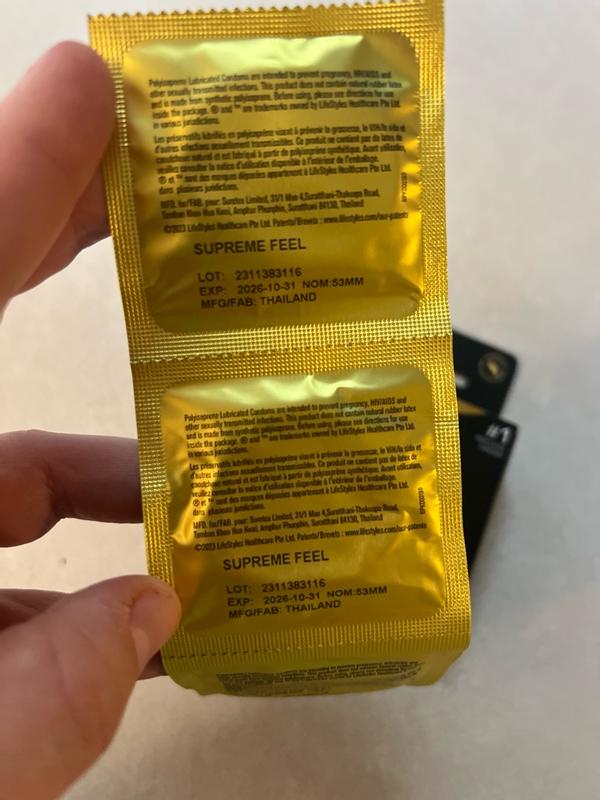 Polyisoprene Lubricated Condoms are intended to prevent pregnancy, HIV/AIDS and
other sexually transmitted infections. This product does not contain natural rubber latex
and is made from synthetic polyisoprene. Before using, please see directions for use
inside the package. ® and ™ are trademarks owned by LifeStyles Healthcare Pte Ltd.
in various jurisdictions.
Les préservatifs lubrifiés en polyisoprène visent à prévenir la grossesse, le VIH/le sida et
d'autres infections sexuellement transmissibles. Ce produit ne contient pas de latex de
caoutchouc naturel et est fabriqué à partir de polyisoprène synthétique. Avant utilisation,
veuillez consulter la notice d'utilisation disponible à l'intérieur de l'emballage.
® et ™ sont des marques déposées appartenant à LifeStyles Healthcare Pte Ltd.
dans plusieurs juridictions.
MFD. for/FAB. pour: Suretex Limited, 31/1 Moo 4, Suratthani-Thakuapa Road,
Tambon Khao Hua Kwai, Amphur Phunphin, Suratthani 84130, Thailand
©2023 LifeStyles Healthcare Pte Ltd. Patents/Brevets : www.lifestyles.com/our-patents
SUPREME FEEL
LOT: 2311383116
EXP: 2026-10-31 NOM:53MM
MFG/FAB: THAILAND
Polyisoprene Lubricated Condoms are intended to prevent pregnancy, HIV/AIDS and
other sexually transmitted infections. This product does not contain natural rubber latex
and is made from synthetic polyisoprene. Before using, please see directions for use
inside the package. ® and ™ are trademarks owned by LifeStyles Healthcare Pte Ltd.
in various jurisdictions.
Les préservatifs lubrifiés en polyisoprène visent à prévenir la grossesse, le VIH/le sida et
d'autres infections sexuellement transmissibles. Ce produit ne contient pas de latex de
caoutchouc naturel et est fabriqué à partir de polyisoprène synthétique. Avant utilisation,
veuillez consulter la notice d'utilisation disponible à l'intérieur de l'emballage.
® et ™ sont des marques déposées appartenant à LifeStyles Healthcare Pte Ltd.
dans plusieurs juridictions.
MFD. for/FAB. pour: Suretex Limited, 31/1 Moo 4, Suratthani-Thakuapa Road,
Tambon Khao Hua Kwai, Amphur Phunphin, Suratthani 84130, Thailand
©2023 LifeStyles Healthcare Pte Ltd. Patents/Brevets : www.lifestyles.com/our-patents
SUPREME FEEL
LOT: 2311383116
EXP: 2026-10-31 NOM:53MM
MFG/FAB: THAILAND
#1